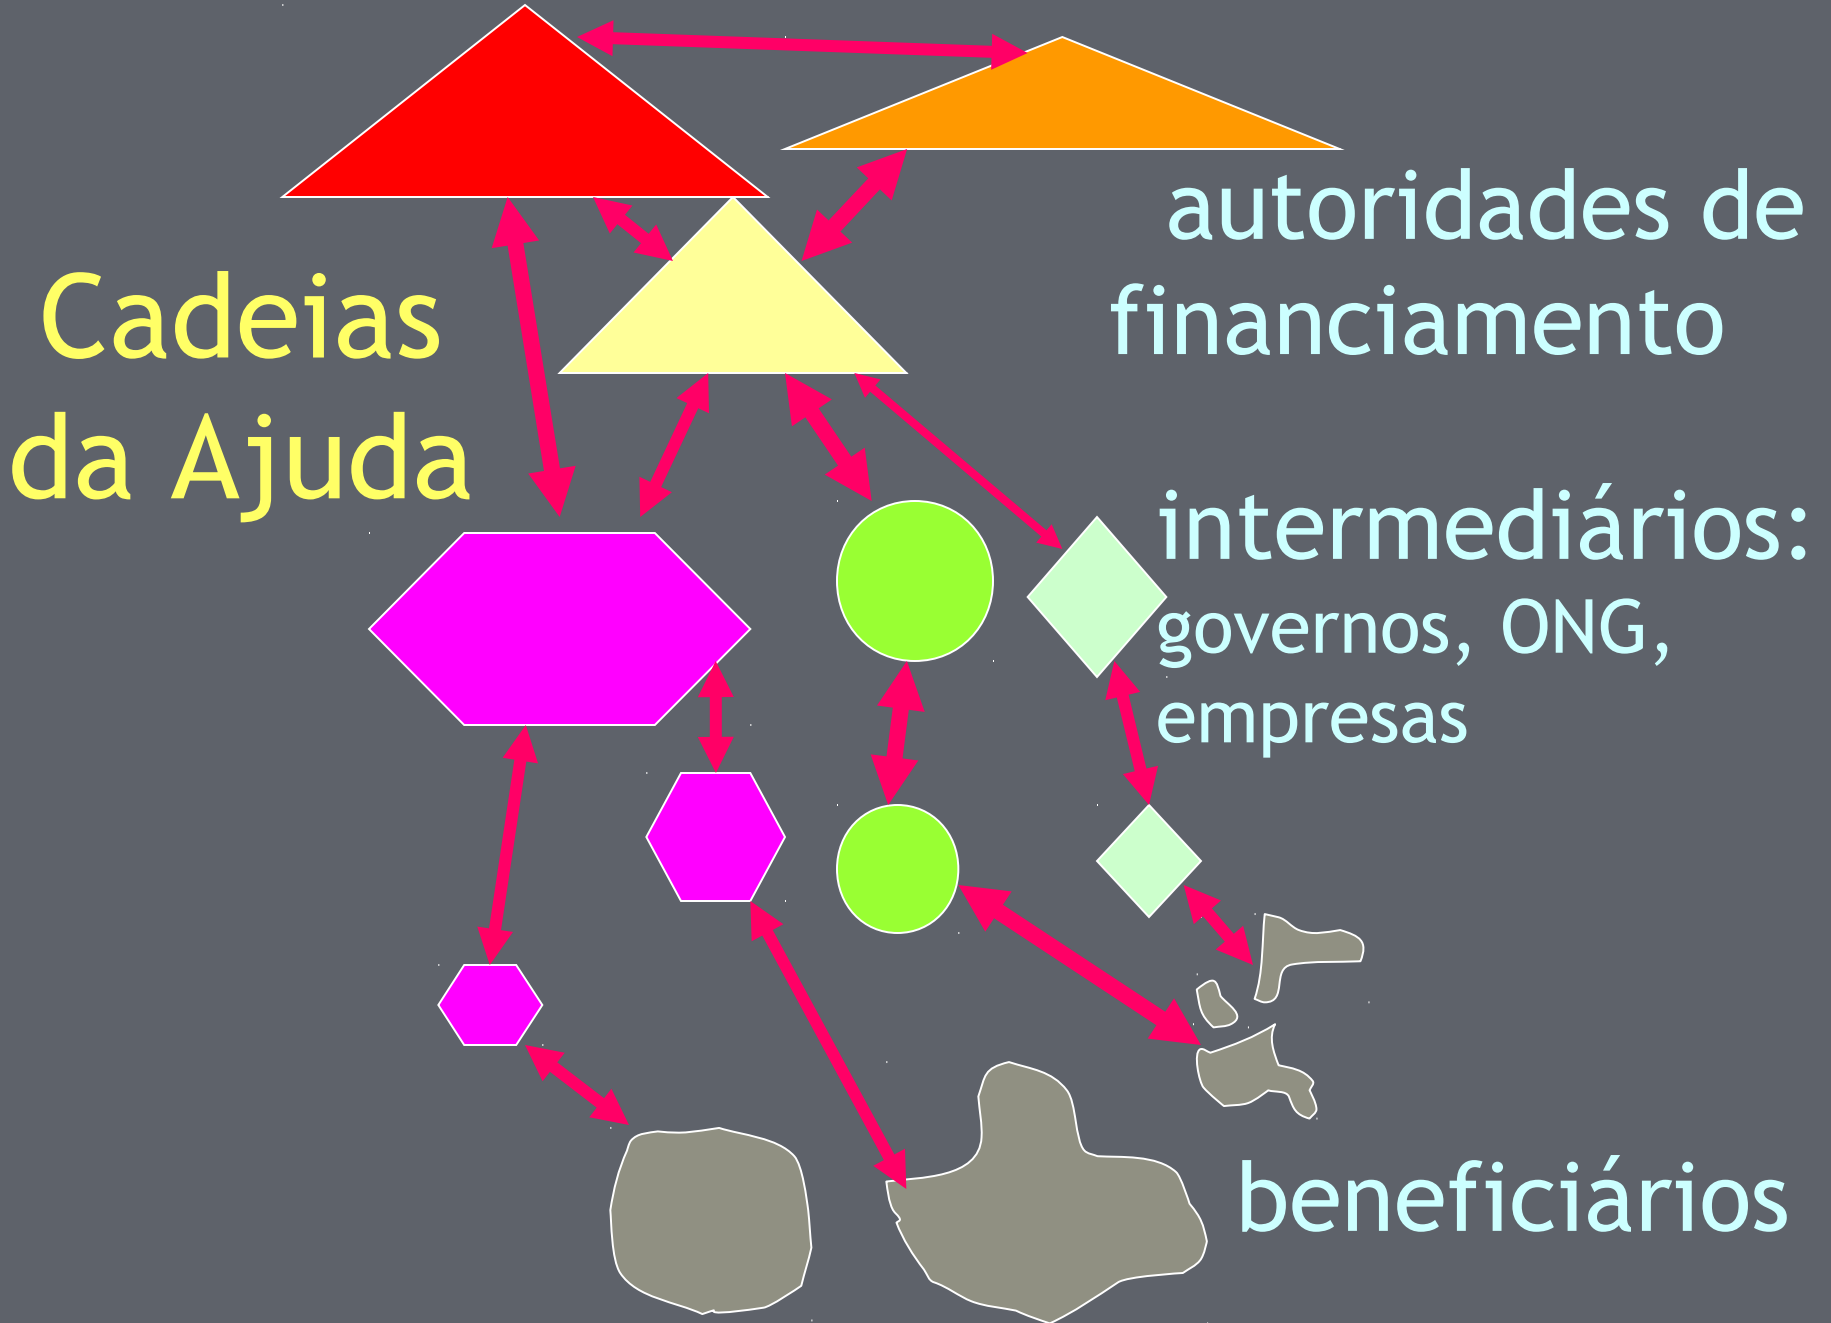 Cadeias
da Ajuda
autoridades de
financiamento
intermediários:
governos, ONG,
empresas
beneficiários